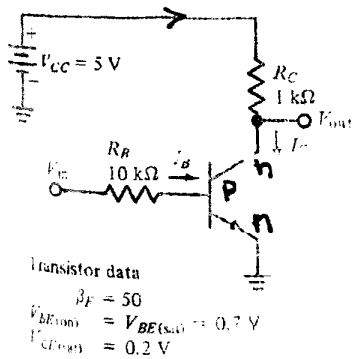 +
V_CC = 5 V
R_C
1 kΩ
V_out
R_B
10 kΩ
I_B
I_C
n
p
n
V_in
Transistor data
β_F = 50
V_BE(on) = V_BE(sat) = 0.7 V
V_CE(sat) = 0.2 V